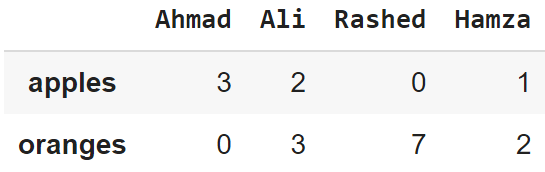 Ahmad Ali Rashed Hamza
apples 3 2 0 1
oranges 0 3 7 2